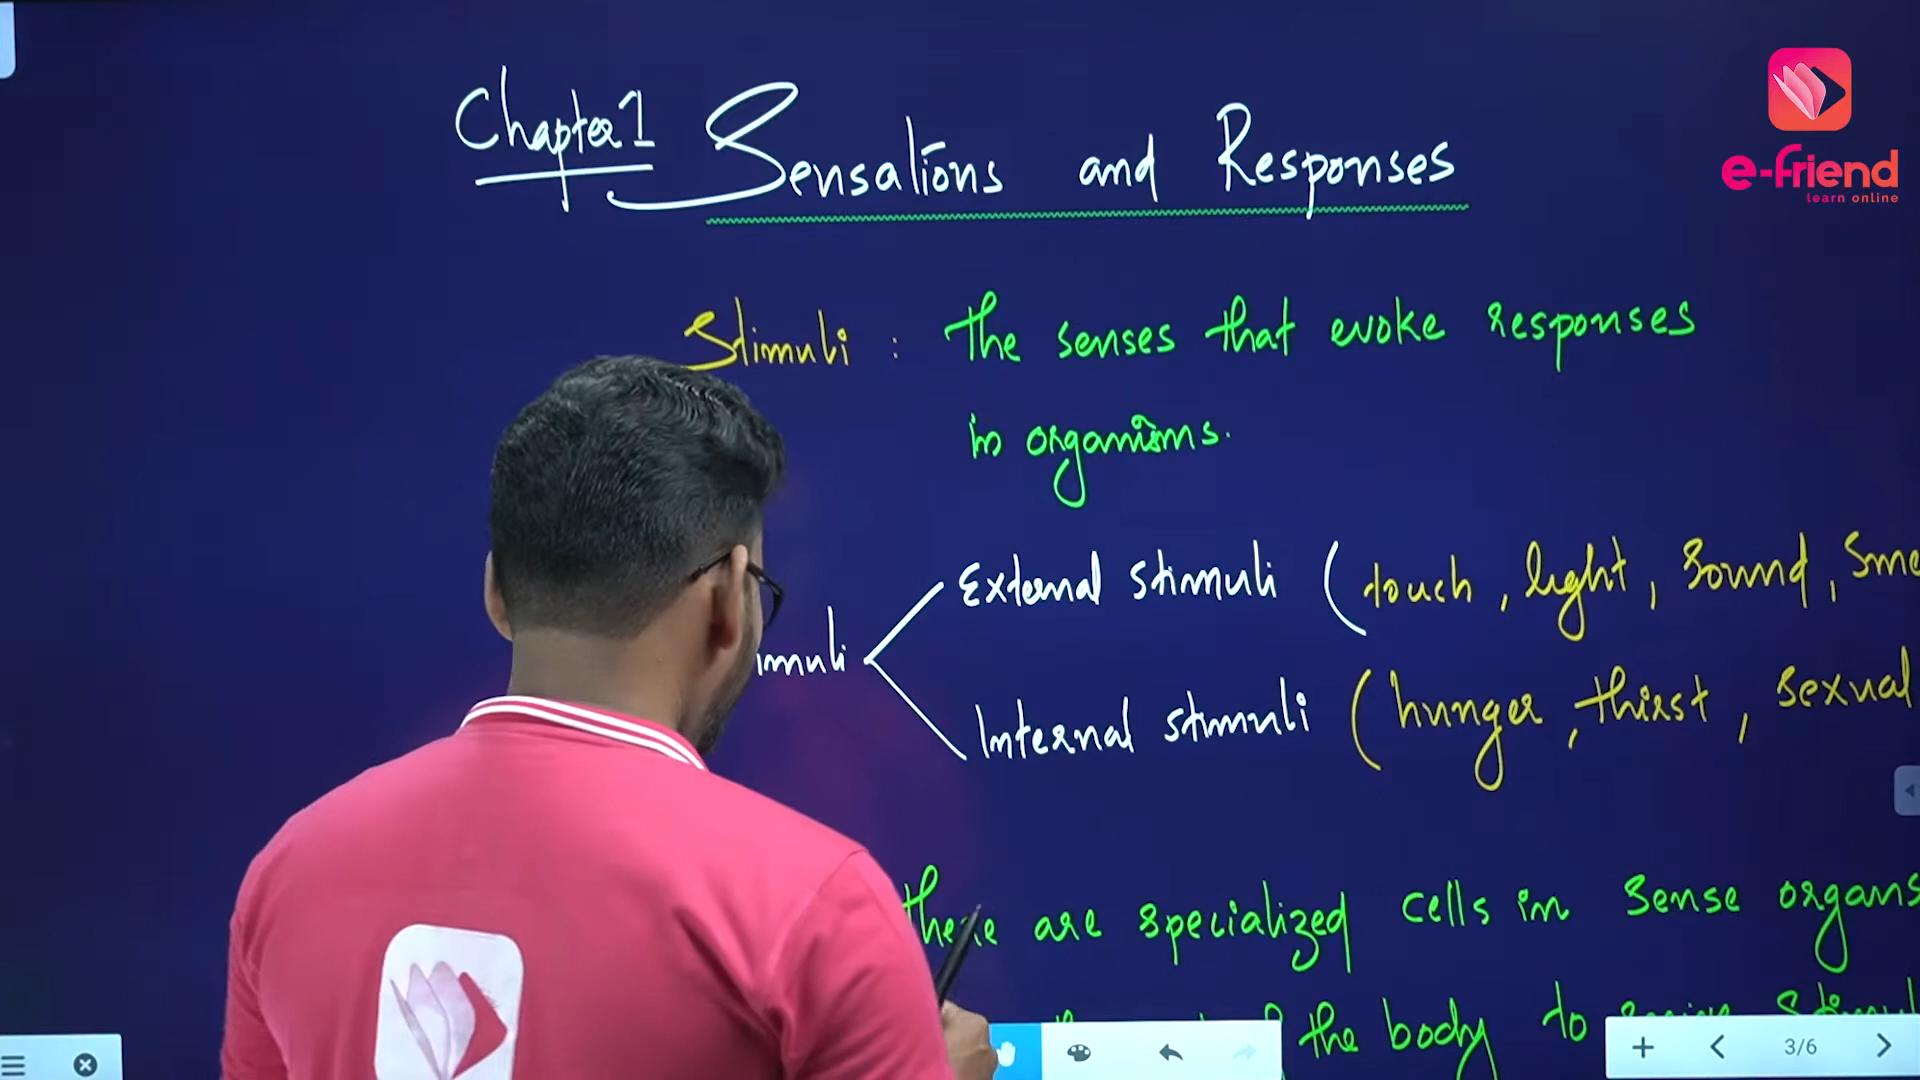 Chapter 1 Sensations and Responses
e-friend
learn online
Stimuli : The senses that evoke responses
in organisms.
External stimuli (touch, light, sound, sme
imuli
Internal stimuli (hunger, thirst, sexual
There are specialized cells in sense organs
the body to
3/6